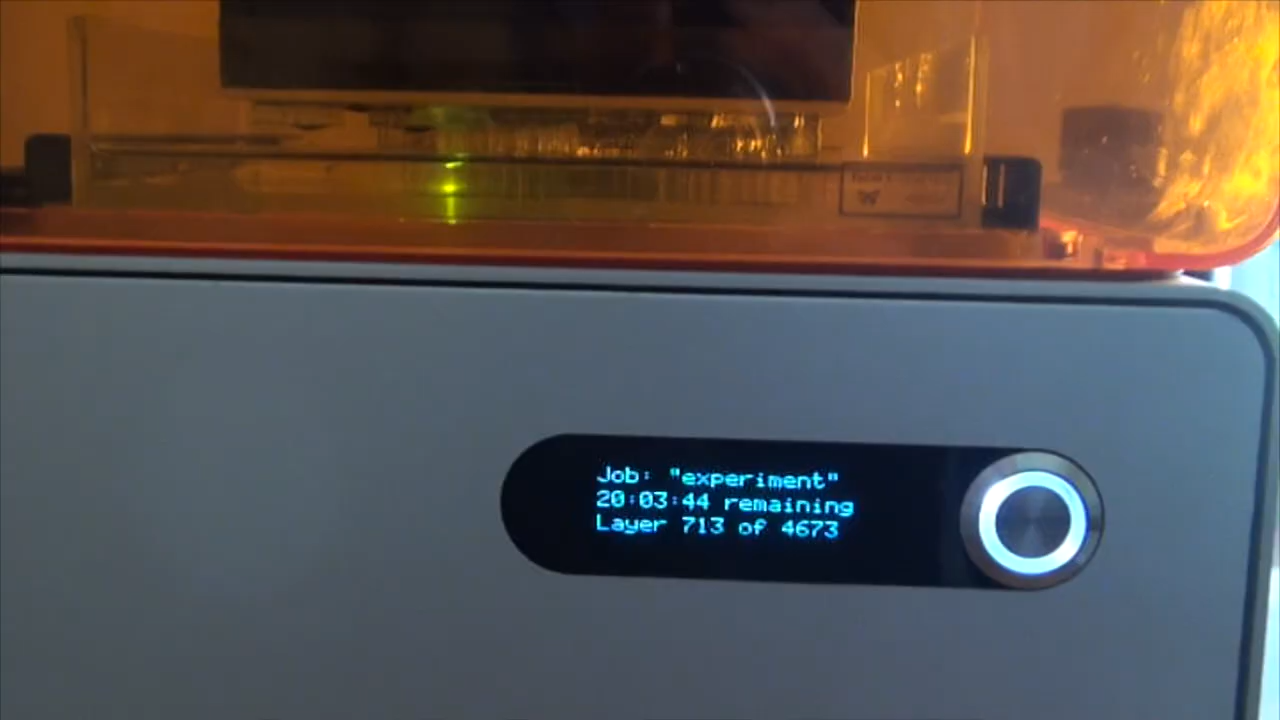 Job: "experiment"
20:03:44 remaining
Layer 713 of 4673